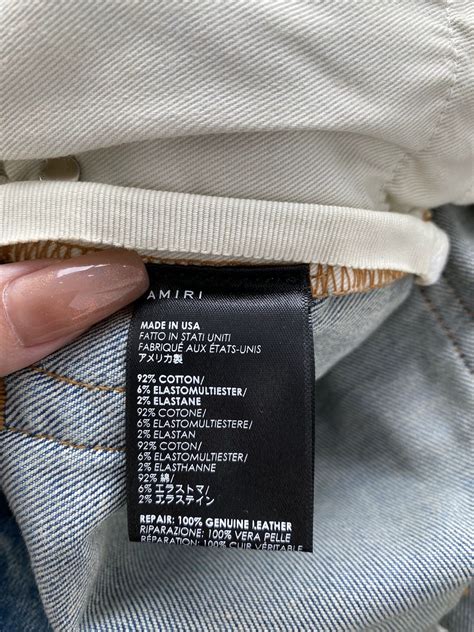 AMIRI
MADE IN USA
FATTO IN STATI UNITI
FABRIQUÉ AUX ÉTATS-UNIS
アメリカ製
92% COTTON/
6% ELASTOMULTIESTER/
2% ELASTANE
92% COTONE/
6% ELASTOMULTIESTER/
2% ELASTAN
92% COTON/
6% ELASTOMULTIESTER/
2% ELASTHANNE
92% 綿/
6% エラストマ/
2% エラステイン
REPAIR: 100% GENUINE LEATHER
RIPARAZIONE: 100% VERA PELLE
RÉPARATION: 100% CUIR VÉRITABLE